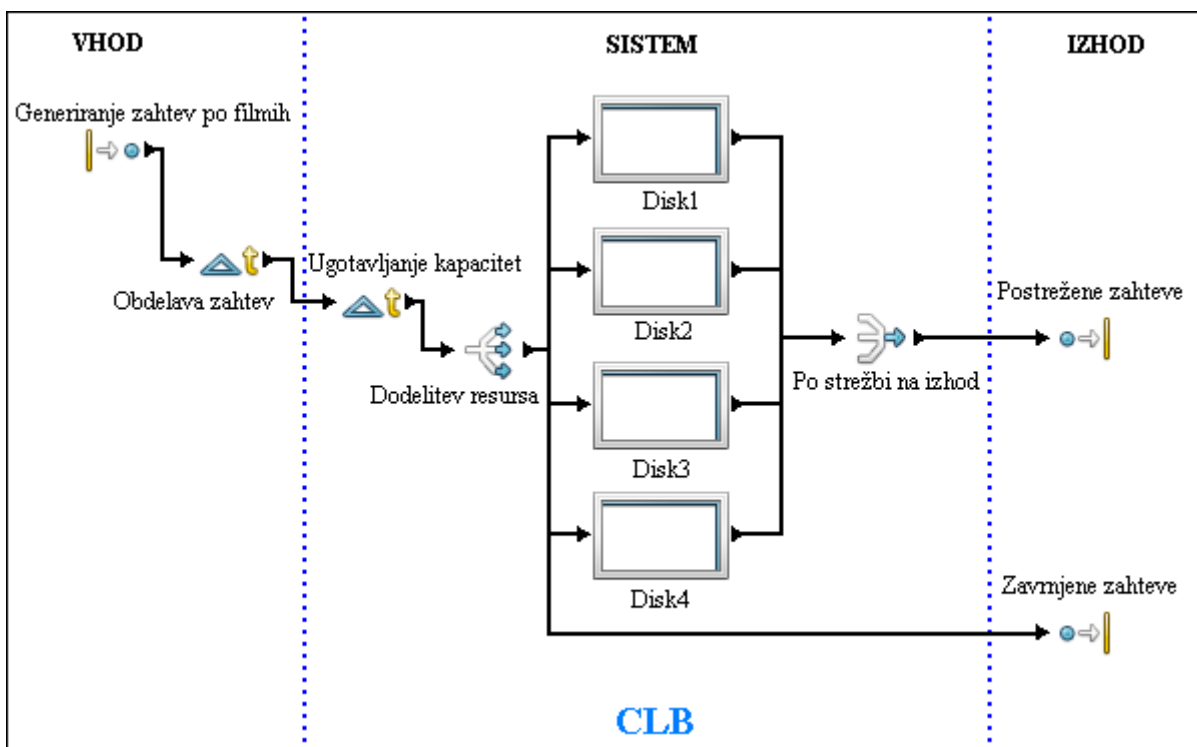 VHOD
SISTEM
IZHOD
Generiranje zahtev po filmih
Disk1
Ugotavljanje kapacitet
Obdelava zahtev
Disk2
Postrežene zahteve
Dodelitev resursa
Po strežbi na izhod
Disk3
Zavrnjene zahteve
Disk4
CLB